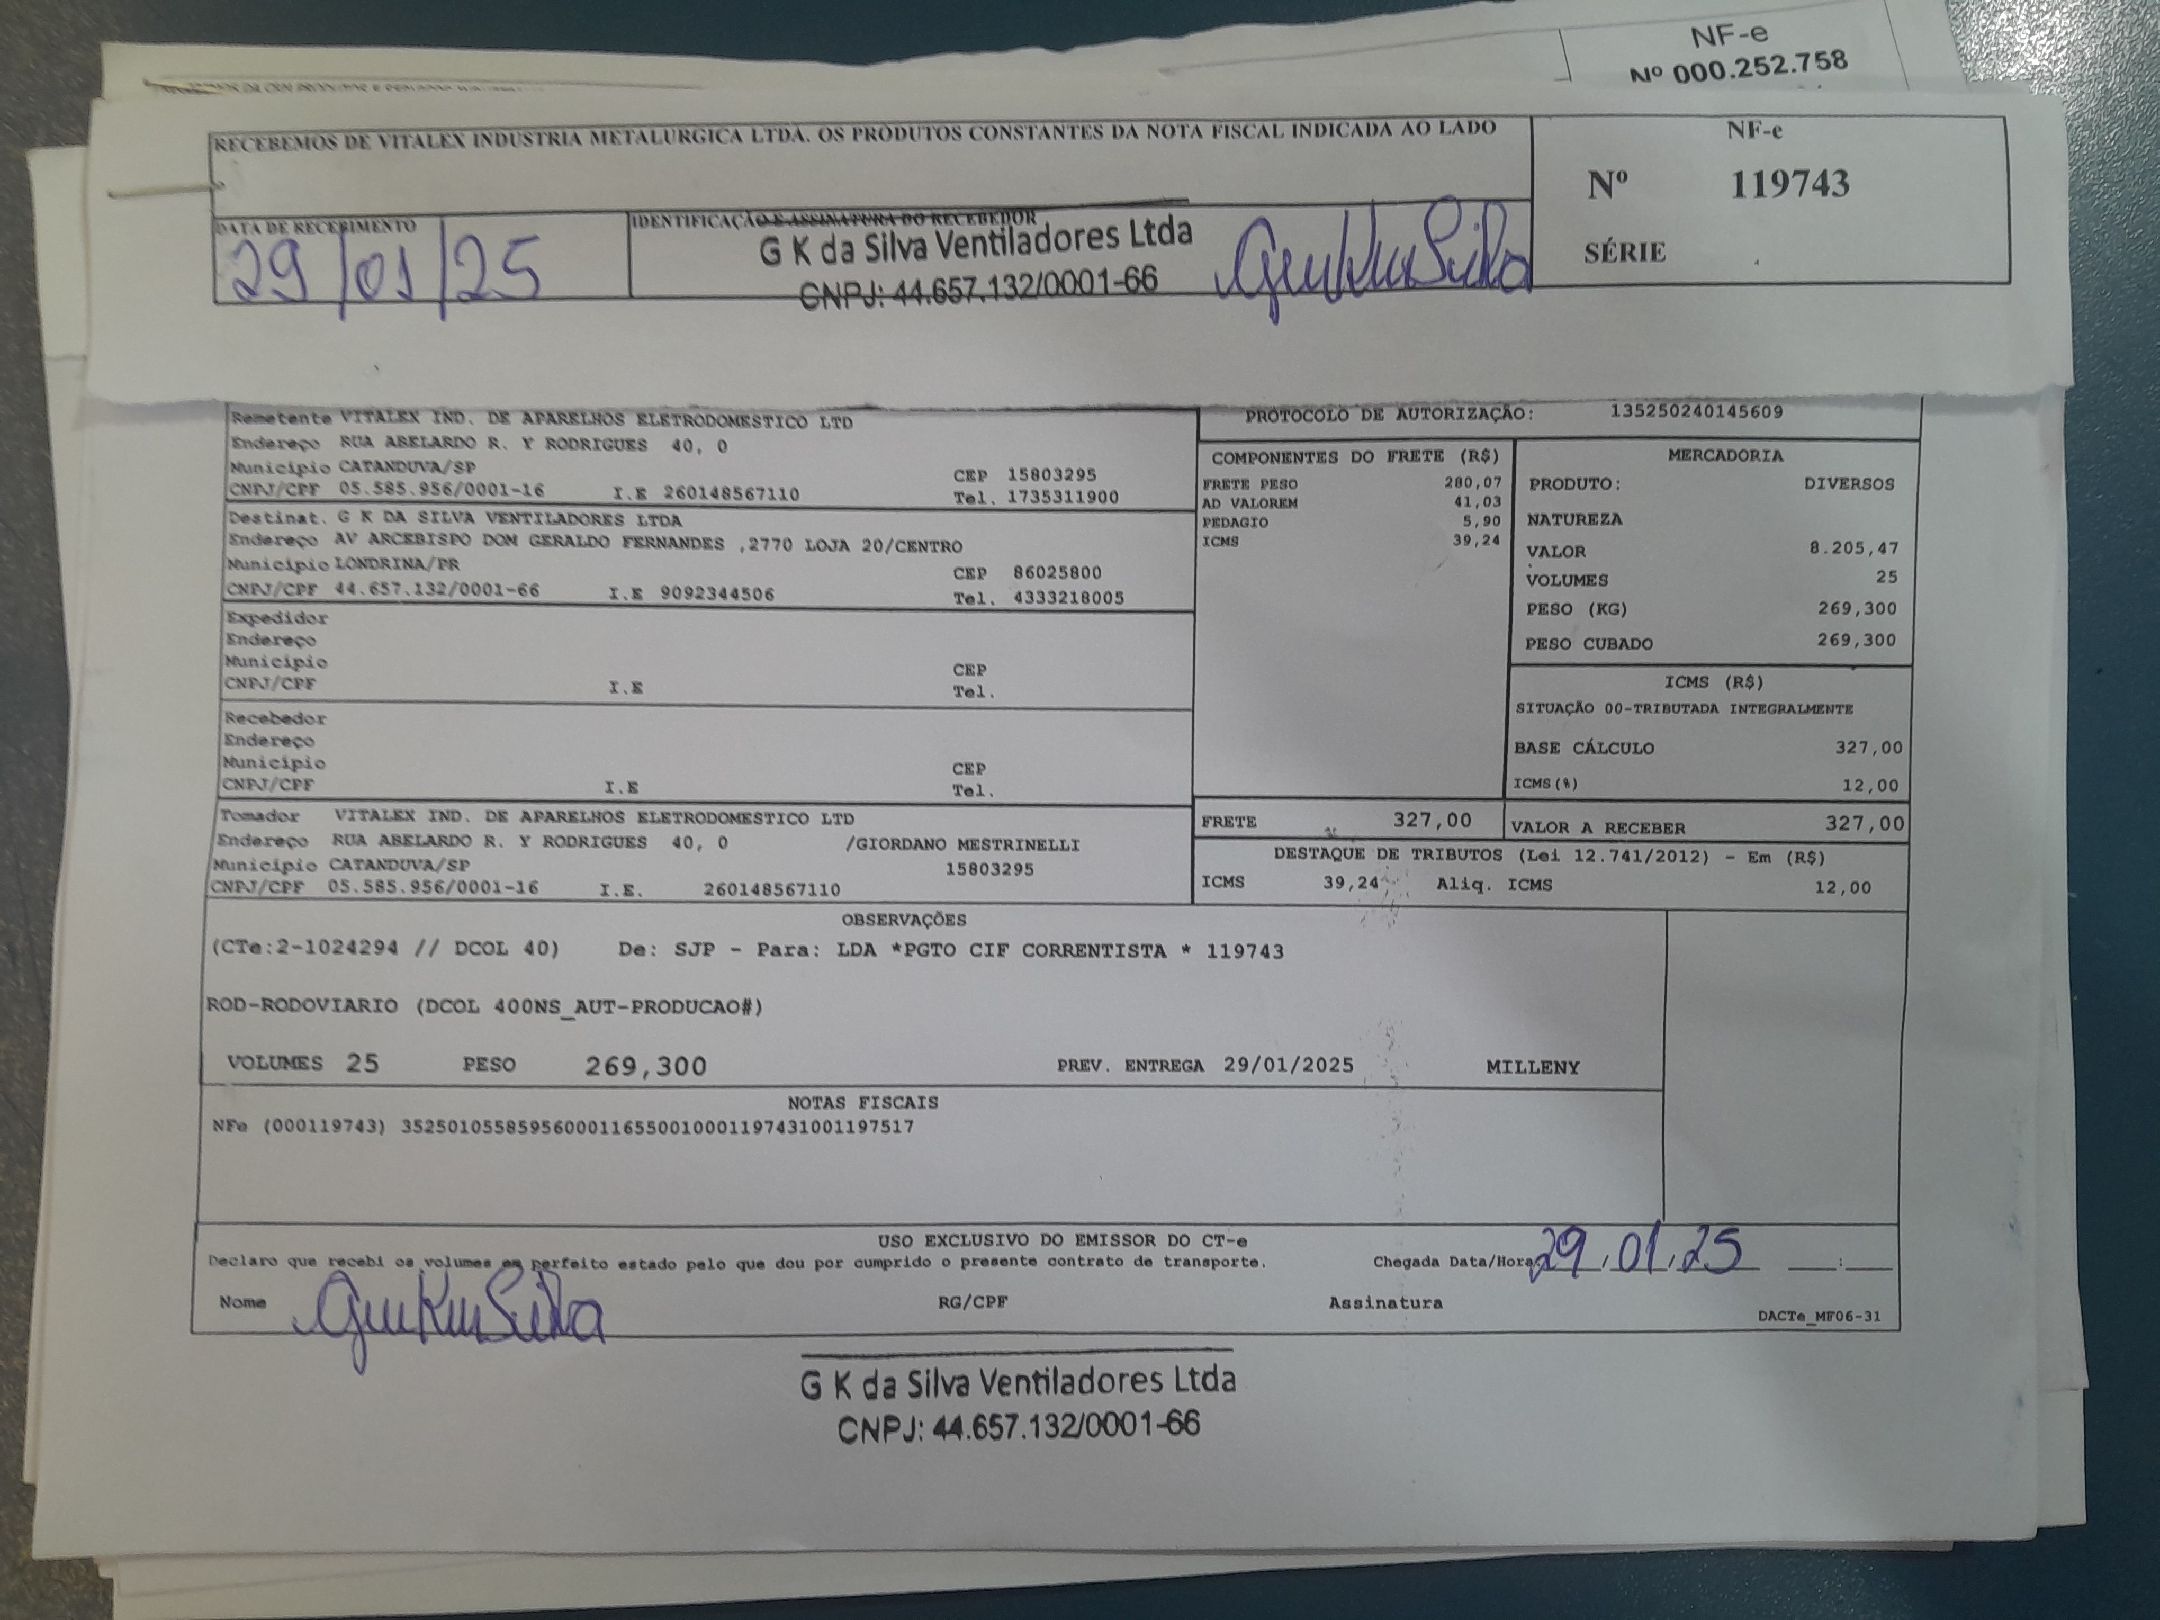 NF-e
Nº 000.252.758
RECEBEMOS DE VITALEX INDUSTRIA METALURGICA LTDA. OS PRODUTOS CONSTANTES DA NOTA FISCAL INDICADA AO LADO
NF-e
Nº 119743
SÉRIE
DATA DE RECEBIMENTO
29/01/25
IDENTIFICAÇÃO E ASSINATURA DO RECEBEDOR
G K da Silva Ventiladores Ltda
CNPJ: 44.657.132/0001-66
Remetente VITALEX IND. DE APARELHOS ELETRODOMESTICO LTD
Endereço RUA ABELARDO R. Y RODRIGUES 40, 0
Município CATANDUVA/SP CEP 15803295
CNPJ/CPF 05.585.956/0001-16 I.E 260148567110 Tel. 1735311900
Destinat. G K DA SILVA VENTILADORES LTDA
Endereço AV ARCEBISPO DOM GERALDO FERNANDES ,2770 LOJA 20/CENTRO
Município LONDRINA/PR CEP 86025800
CNPJ/CPF 44.657.132/0001-66 I.E 9092344506 Tel. 4333218005
Expedidor
Endereço
Município CEP
CNPJ/CPF I.E Tel.
Recebedor
Endereço
Município CEP
CNPJ/CPF I.E Tel.
Tomador VITALEX IND. DE APARELHOS ELETRODOMESTICO LTD
Endereço RUA ABELARDO R. Y RODRIGUES 40, 0 /GIORDANO MESTRINELLI
Município CATANDUVA/SP 15803295
CNPJ/CPF 05.585.956/0001-16 I.E. 260148567110
PROTOCOLO DE AUTORIZAÇÃO: 135250240145609
COMPONENTES DO FRETE (R$)
FRETE PESO 280,07
AD VALOREM 41,03
PEDAGIO 5,90
ICMS 39,24
MERCADORIA
PRODUTO: DIVERSOS
NATUREZA
VALOR 8.205,47
VOLUMES 25
PESO (KG) 269,300
PESO CUBADO 269,300
ICMS (R$)
SITUAÇÃO 00-TRIBUTADA INTEGRALMENTE
BASE CÁLCULO 327,00
ICMS(%) 12,00
FRETE 327,00 VALOR A RECEBER 327,00
DESTAQUE DE TRIBUTOS (Lei 12.741/2012) - Em (R$)
ICMS 39,24 Aliq. ICMS 12,00
OBSERVAÇÕES
(CTe:2-1024294 // DCOL 40) De: SJP - Para: LDA *PGTO CIF CORRENTISTA * 119743
ROD-RODOVIARIO (DCOL 400NS_AUT-PRODUCAO#)
VOLUMES 25 PESO 269,300 PREV. ENTREGA 29/01/2025 MILLENY
NOTAS FISCAIS
NFe (000119743) 35250105585956000116550010001197431001197517
USO EXCLUSIVO DO EMISSOR DO CT-e
Declaro que recebi os volumes em perfeito estado pelo que dou por cumprido o presente contrato de transporte. Chegada Data/Hora 29/01/25 :
Nome RG/CPF Assinatura
DACTe_MF06-31
G K da Silva Ventiladores Ltda
CNPJ: 44.657.132/0001-66